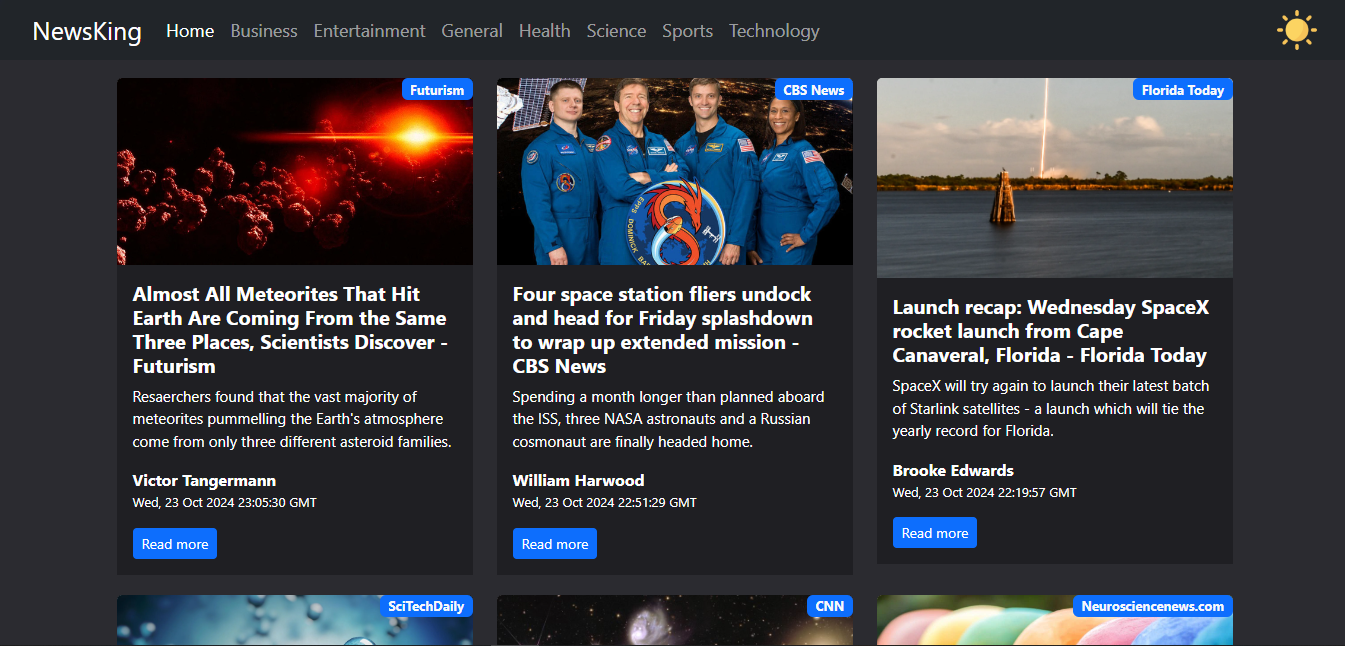 NewsKing Home Business Entertainment General Health Science Sports Technology
Futurism
Almost All Meteorites That Hit
Earth Are Coming From the Same
Three Places, Scientists Discover -
Futurism
Resaerchers found that the vast majority of
meteorites pummelling the Earth's atmosphere
come from only three different asteroid families.
Victor Tangermann
Wed, 23 Oct 2024 23:05:30 GMT
Read more
CBS News
EPPS
DOMINICK
Four space station fliers undock
and head for Friday splashdown
to wrap up extended mission -
CBS News
Spending a month longer than planned aboard
the ISS, three NASA astronauts and a Russian
cosmonaut are finally headed home.
William Harwood
Wed, 23 Oct 2024 22:51:29 GMT
Read more
Florida Today
Launch recap: Wednesday SpaceX
rocket launch from Cape
Canaveral, Florida - Florida Today
SpaceX will try again to launch their latest batch
of Starlink satellites - a launch which will tie the
yearly record for Florida.
Brooke Edwards
Wed, 23 Oct 2024 22:19:57 GMT
Read more
SciTechDaily
CNN
Neurosciencenews.com